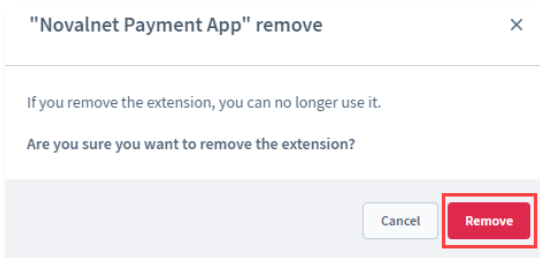 "Novalnet Payment App" remove
If you remove the extension, you can no longer use it.
Are you sure you want to remove the extension?
Cancel
Remove